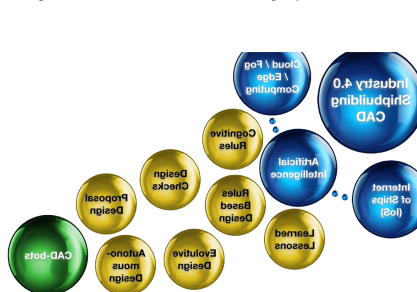 Cloud / Fog
/ Edge
Computing
Industry 4.0
Shipbuilding
CAD
Cognitive
Rules
Artificial
Intelligence
Design
Checks
Internet
of Ships
(IoS)
Proposal
Design
Rules
Based
Design
Learned
Lessons
CAD-bots
Autono-
mous
Design
Evolutive
Design